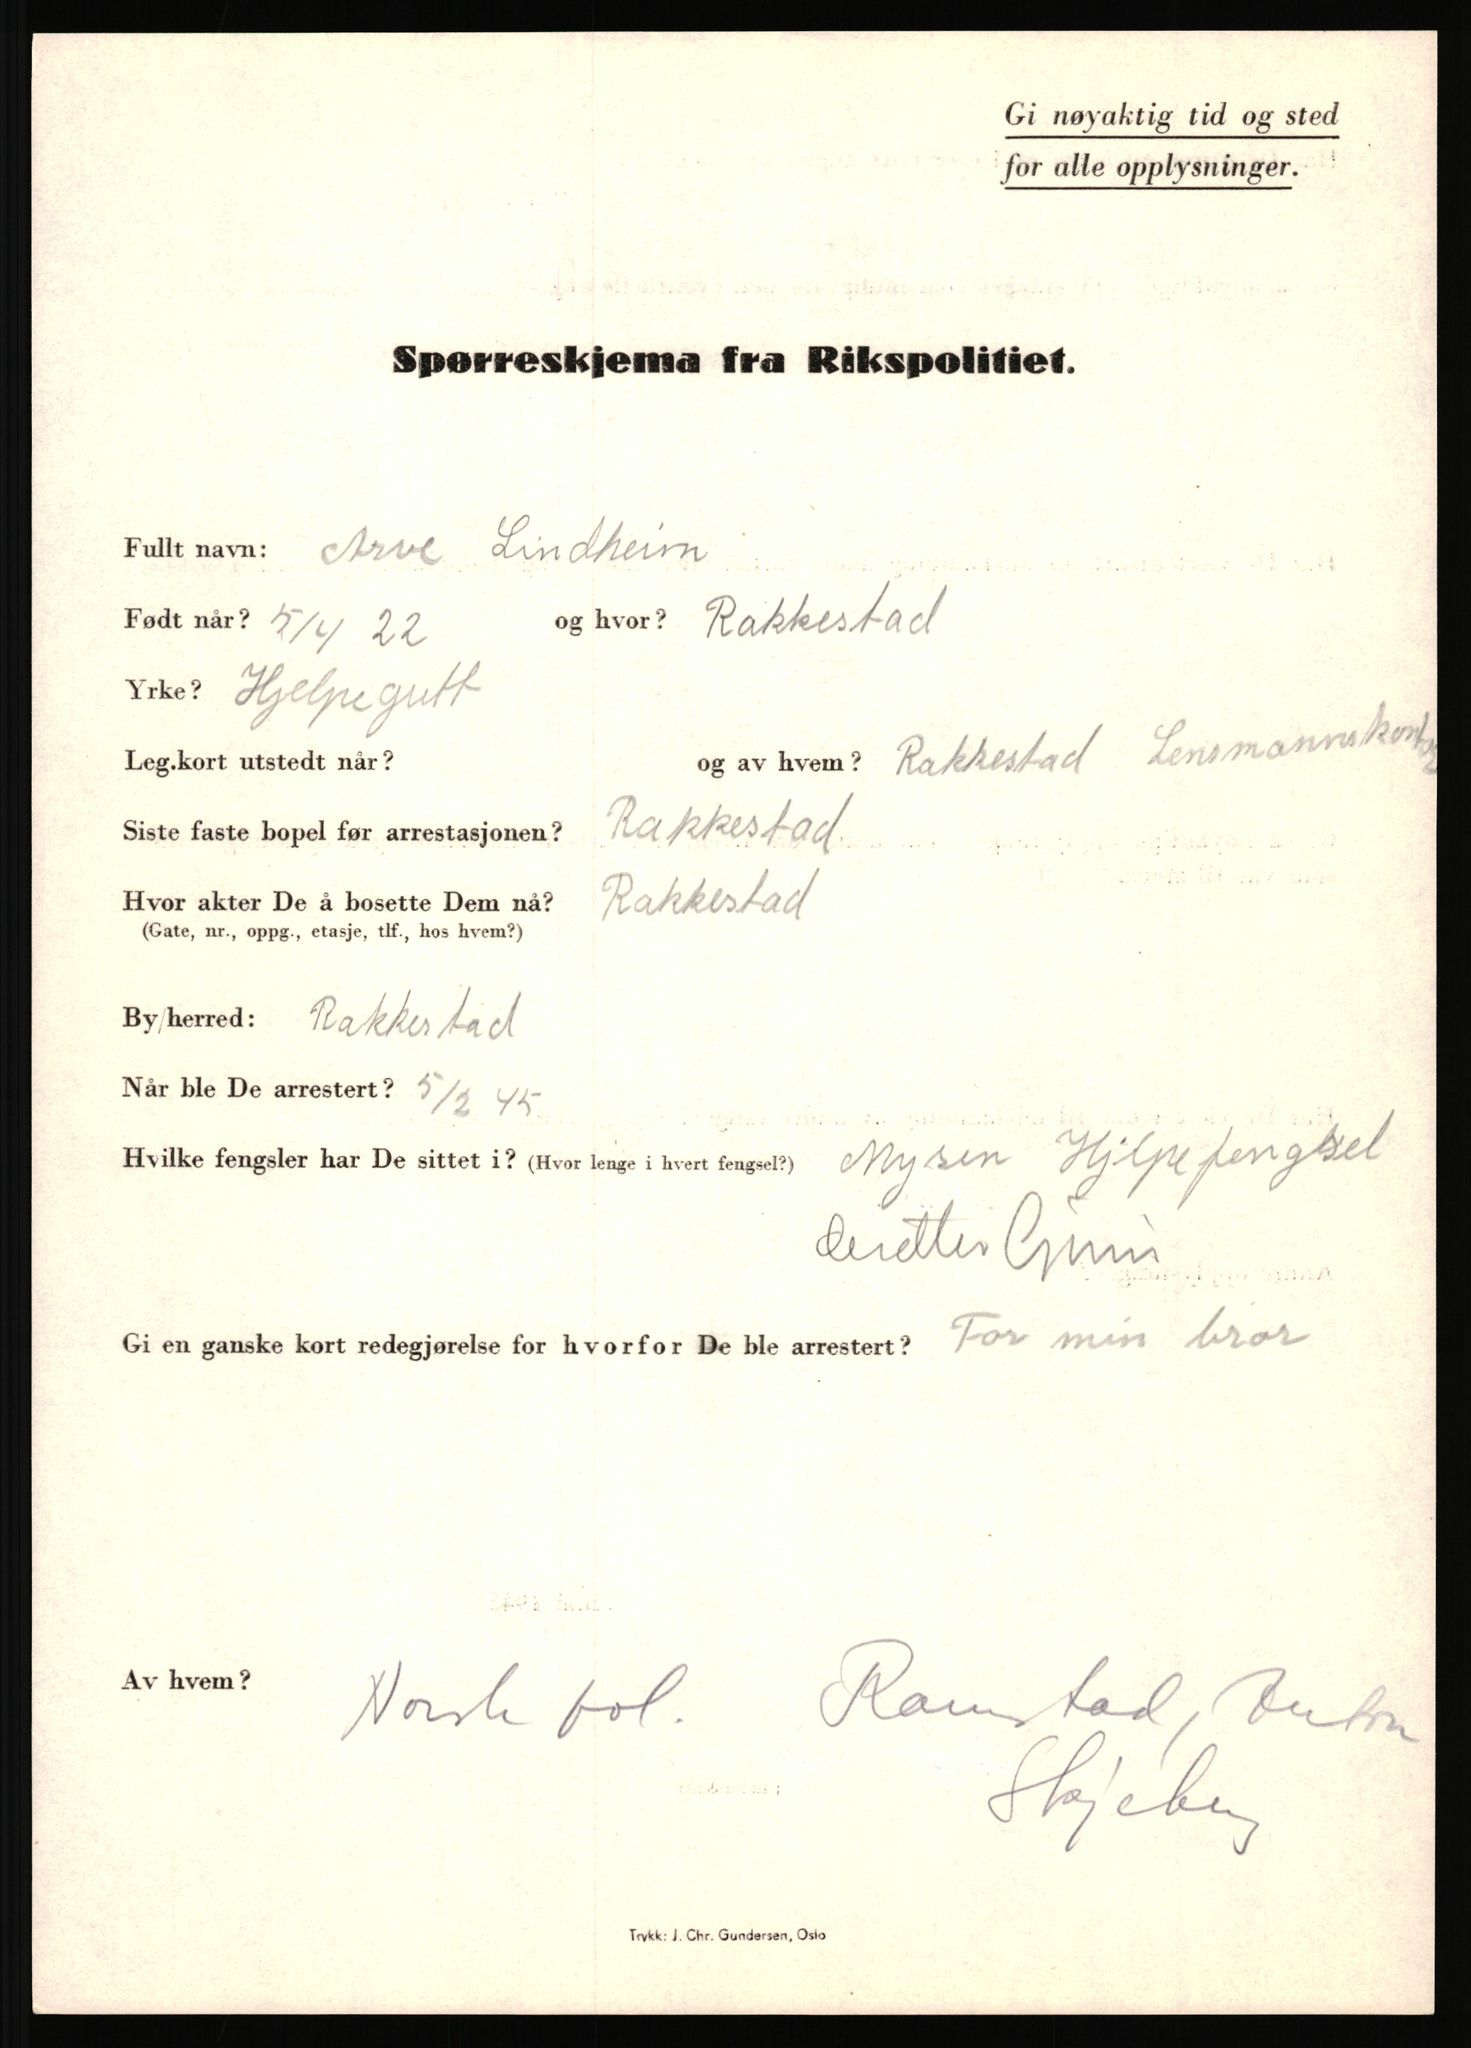 Gi nøyaktig tid og sted
for alle opplysninger.
Spørreskjema fra Rikspolitiet.
Fullt navn: Arve Lindheim
Født når? 5/4 22 og hvor? Rakkestad
Yrke? Hjelpegutt
Leg.kort utstedt når? og av hvem? Rakkestad Lensmannskontor
Siste faste bopel før arrestasjonen? Rakkestad
Hvor akter De å bosette Dem nå? Rakkestad
(Gate, nr., oppg., etasje, tlf., hos hvem?)
By/herred: Rakkestad
Når ble De arrestert? 5/2 45
Hvilke fengsler har De sittet i? (Hvor lenge i hvert fengsel?) Mysen Hjelpefengsel
deretter Grini
Gi en ganske kort redegjørelse for hvorfor De ble arrestert? For min bror
Av hvem? Norsk pol. Ramstad, Anton
Skjeberg
Trykk: J. Chr. Gundersen, Oslo